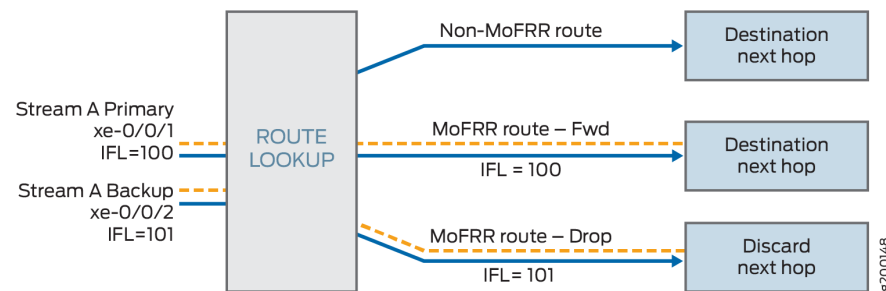 Non-MoFRR route
Destination
next hop
Stream A Primary
xe-0/0/1
IFL=100
ROUTE
LOOKUP
MoFRR route – Fwd
IFL = 100
Destination
next hop
Stream A Backup
xe-0/0/2
IFL=101
MoFRR route – Drop
IFL= 101
Discard
next hop
g200148